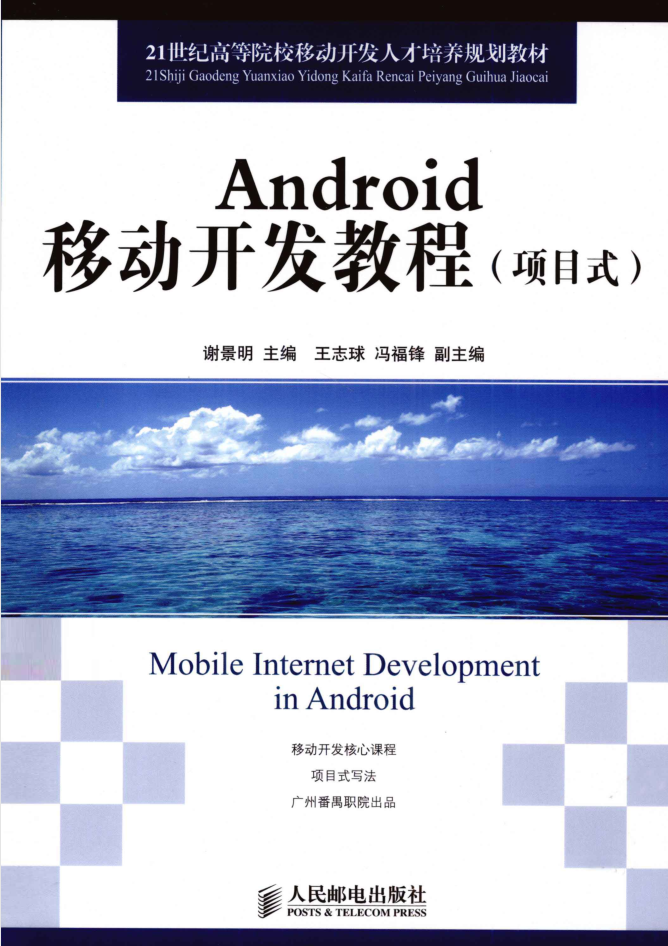 21世纪高等院校移动开发人才培养规划教材
21Shiji Gaodeng Yuanxiao Yidong Kaifa Rencai Peiyang Guihua Jiaocai
Android
移动开发教程（项目式）
谢景明 主编 王志球 冯福锋 副主编
Mobile Internet Development
in Android
移动开发核心课程
项目式写法
广州番禺职院出品
人民邮电出版社
POSTS & TELECOM PRESS